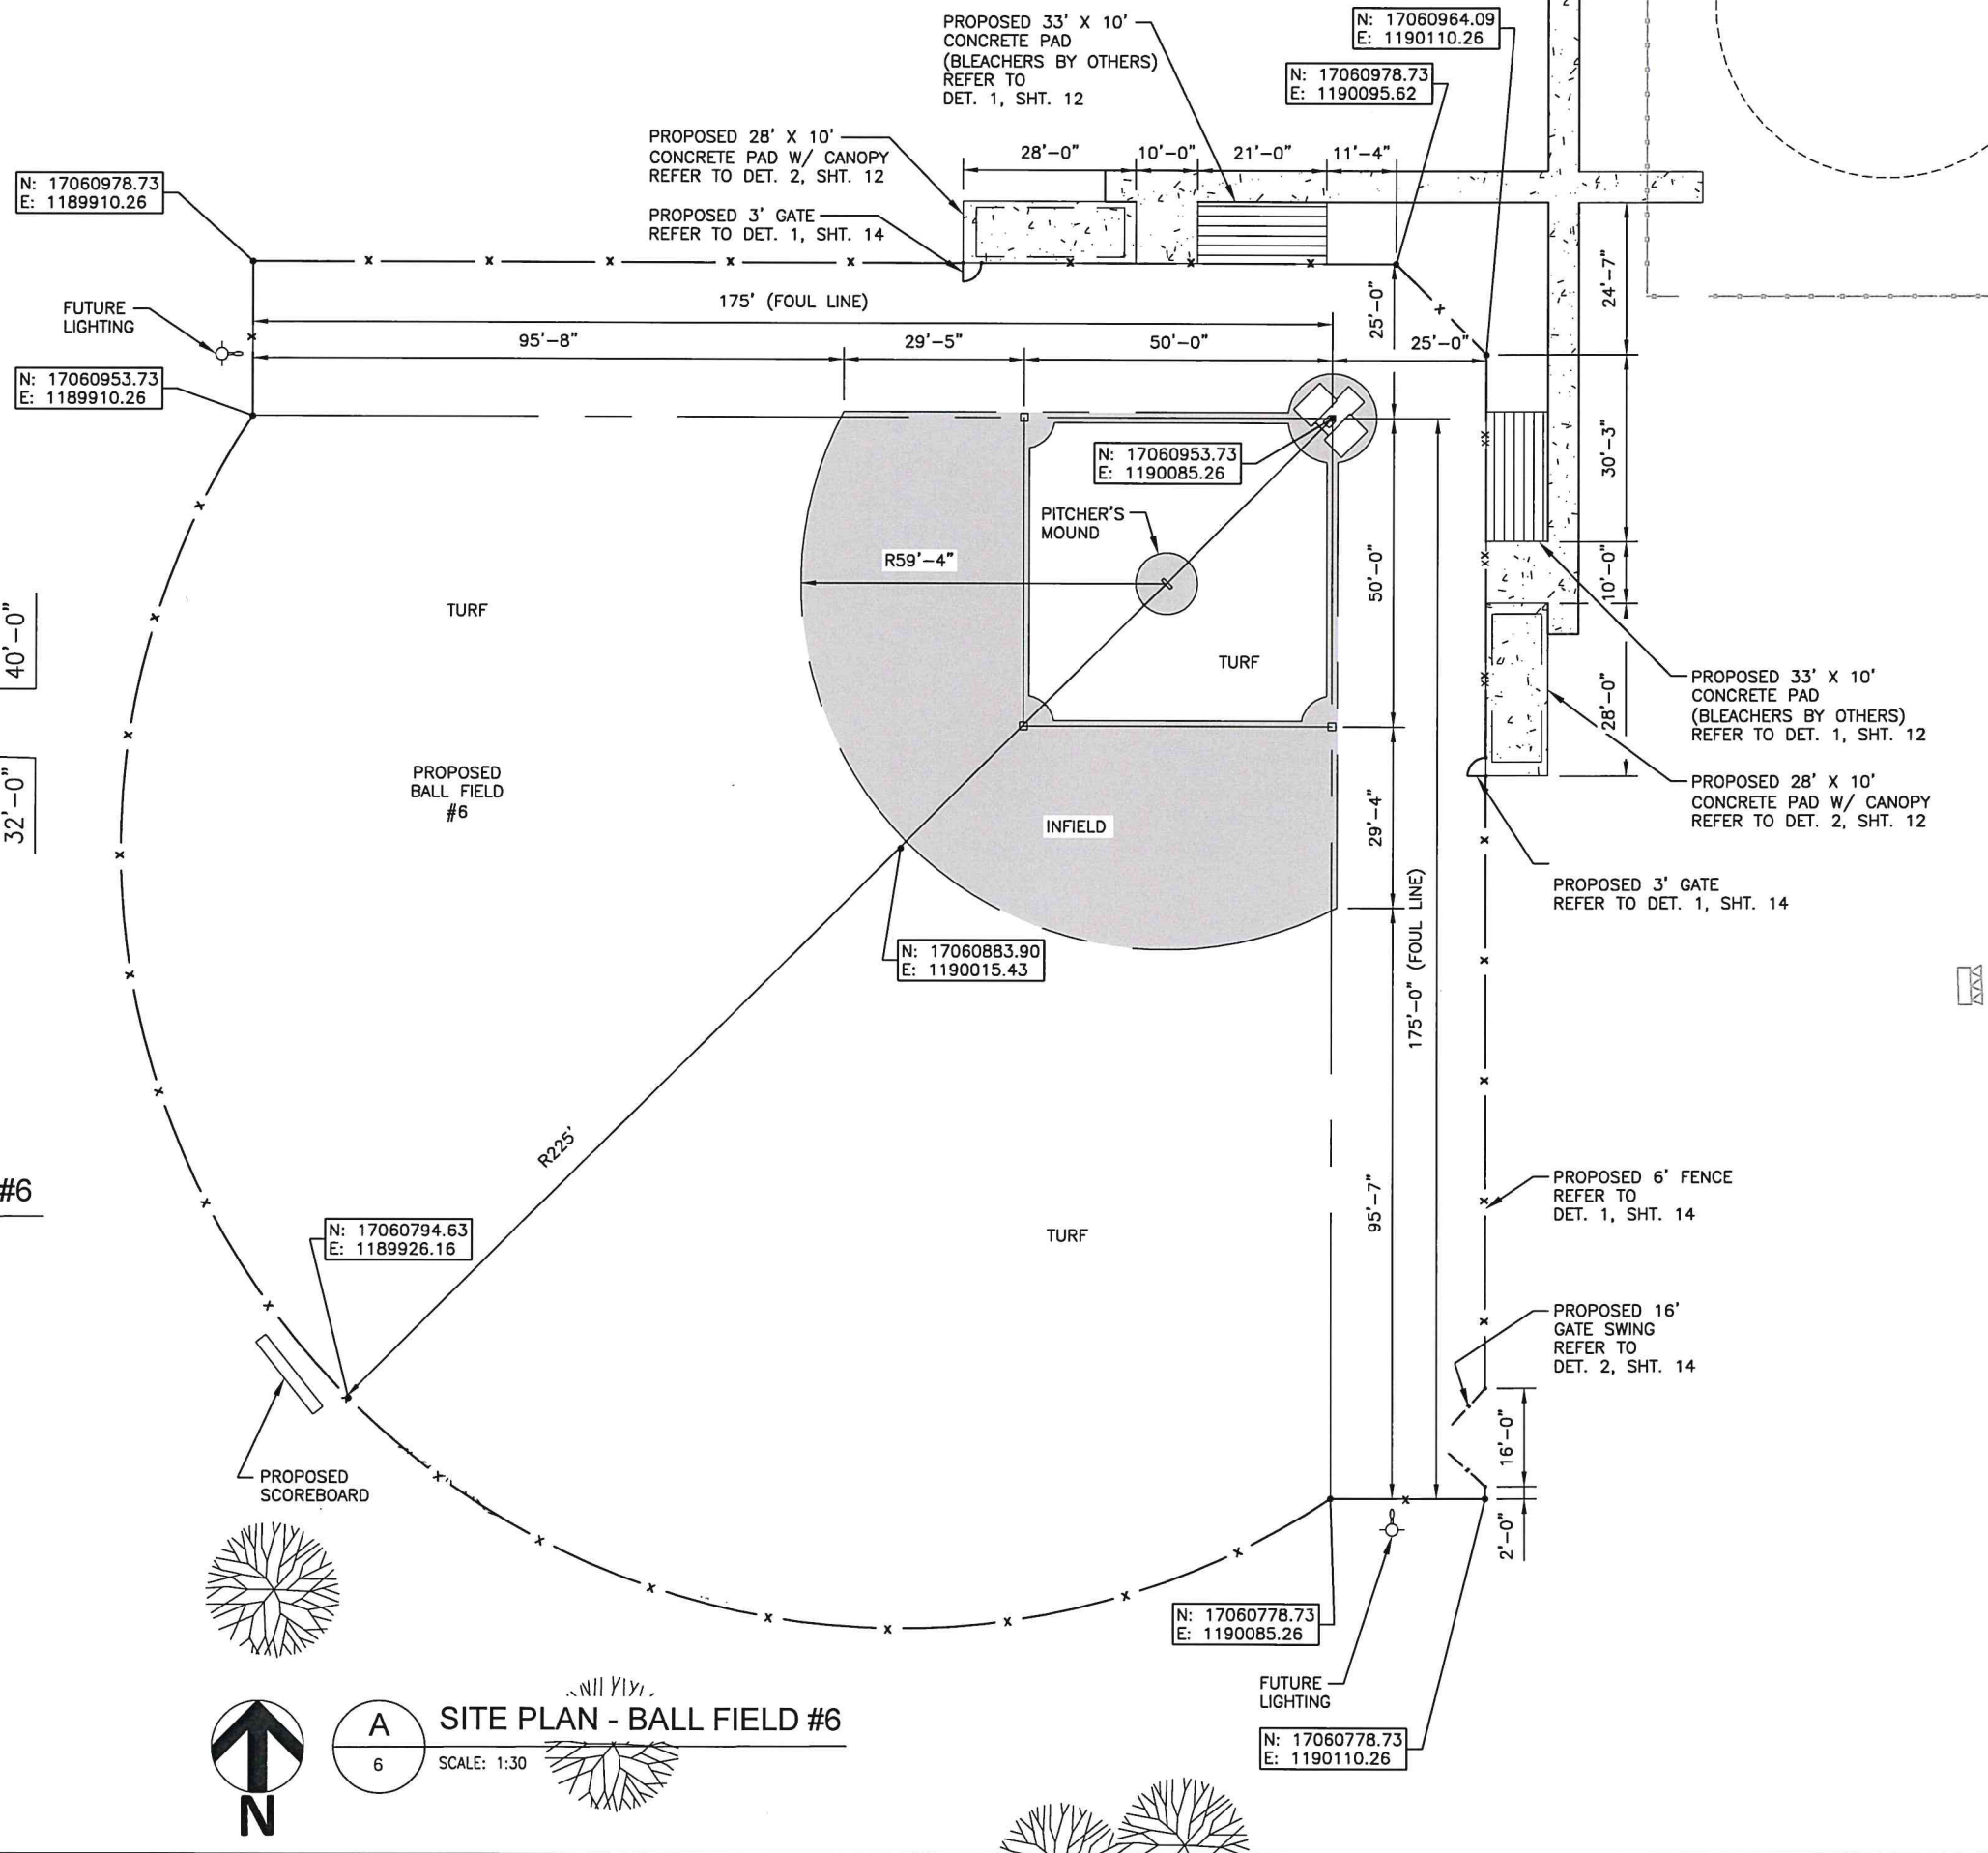 PROPOSED 33' X 10'
CONCRETE PAD
(BLEACHERS BY OTHERS)
REFER TO
DET. 1, SHT. 12
N: 17060964.09
E: 1190110.26
N: 17060978.73
E: 1190095.62
PROPOSED 28' X 10'
CONCRETE PAD W/ CANOPY
REFER TO DET. 2, SHT. 12
28'-0"
10'-0"
21'-0"
11'-4"
N: 17060978.73
E: 1189910.26
PROPOSED 3' GATE
REFER TO DET. 1, SHT. 14
24'-7"
FUTURE
LIGHTING
175' (FOUL LINE)
25'-0"
95'-8"
29'-5"
50'-0"
25'-0"
N: 17060953.73
E: 1189910.26
N: 17060953.73
E: 1190085.26
30'-3"
PITCHER'S
MOUND
R59'-4"
50'-0"
10'-0"
40'-0"
TURF
TURF
28'-0"
PROPOSED 33' X 10'
CONCRETE PAD
(BLEACHERS BY OTHERS)
REFER TO DET. 1, SHT. 12
32'-0"
PROPOSED
BALL FIELD
#6
INFIELD
29'-4"
PROPOSED 28' X 10'
CONCRETE PAD W/ CANOPY
REFER TO DET. 2, SHT. 12
PROPOSED 3' GATE
REFER TO DET. 1, SHT. 14
N: 17060883.90
E: 1190015.43
175'-0" (FOUL LINE)
R225'
#6
95'-7"
PROPOSED 6' FENCE
REFER TO
DET. 1, SHT. 14
N: 17060794.63
E: 1189926.16
TURF
PROPOSED 16'
GATE SWING
REFER TO
DET. 2, SHT. 14
16'-0"
PROPOSED
SCOREBOARD
2'-0"
N: 17060778.73
E: 1190085.26
FUTURE
LIGHTING
N: 17060778.73
E: 1190110.26
A
6
SITE PLAN - BALL FIELD #6
SCALE: 1:30
N